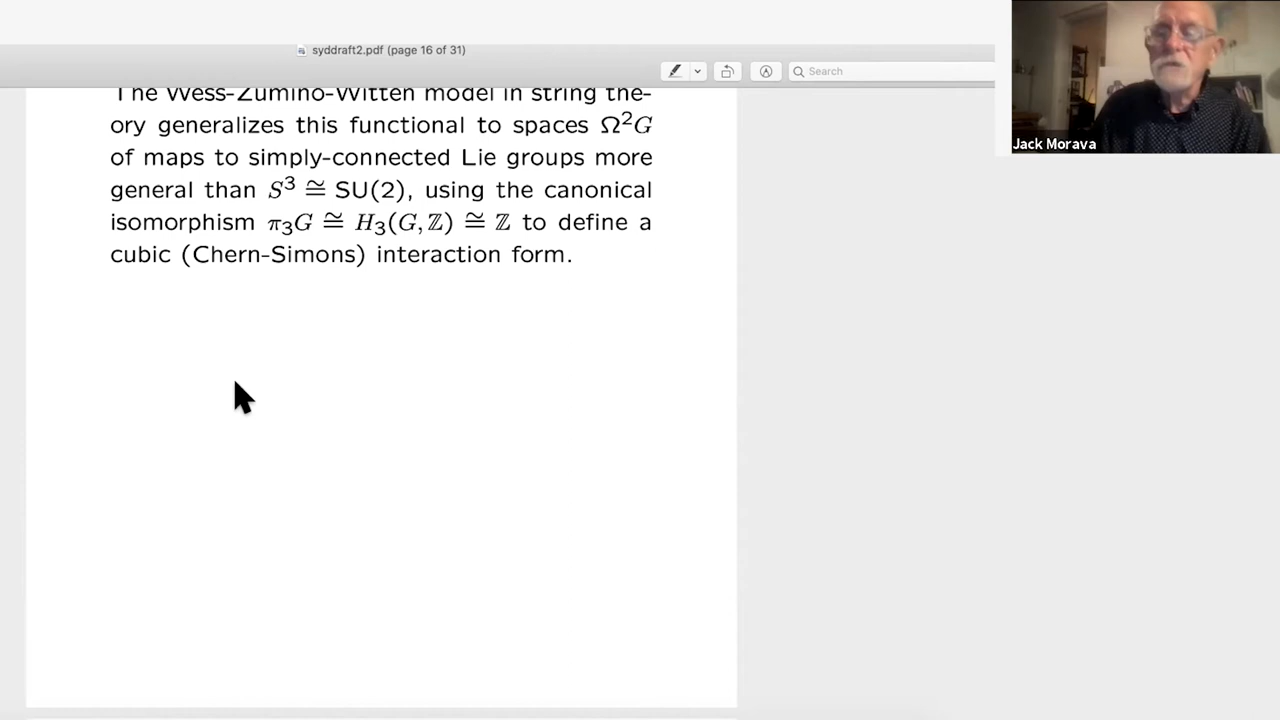 syddraft2.pdf (page 16 of 31)
Search
Jack Morava
The Wess-Zumino-Witten model in string the-
ory generalizes this functional to spaces Ω²G
of maps to simply-connected Lie groups more
general than S³ ≅ SU(2), using the canonical
isomorphism π₃G ≅ H₃(G, ℤ) ≅ ℤ to define a
cubic (Chern-Simons) interaction form.